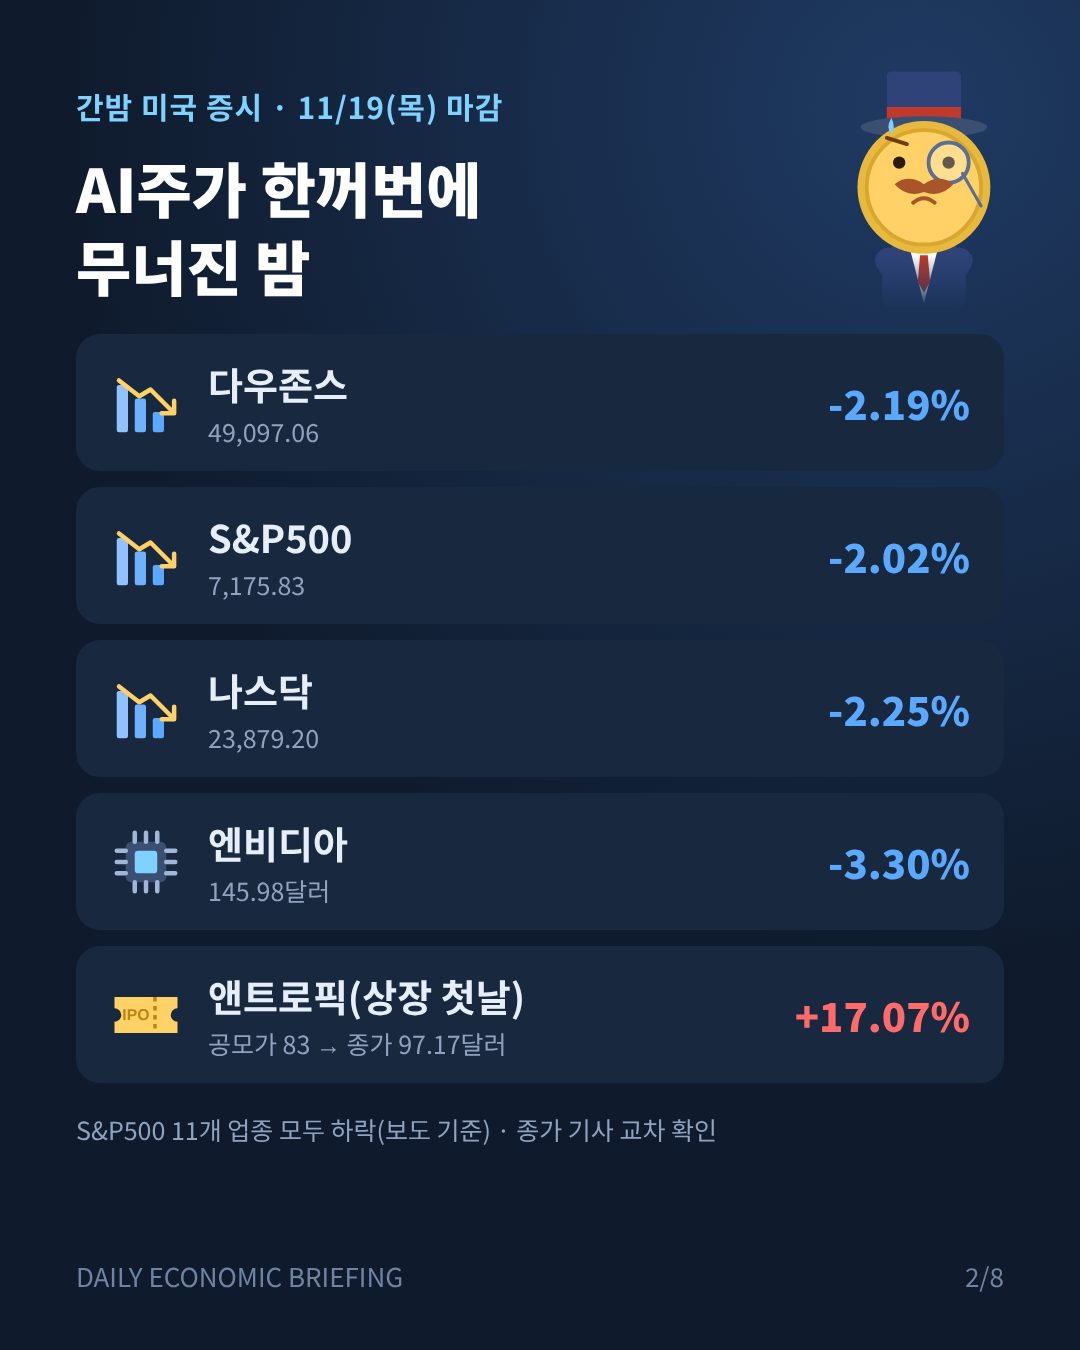 간밤 미국 증시 · 11/19(목) 마감
AI주가 한꺼번에
무너진 밤
다우존스
49,097.06
-2.19%
S&P500
7,175.83
-2.02%
나스닥
23,879.20
-2.25%
엔비디아
145.98달러
-3.30%
IPO
앤트로픽(상장 첫날)
공모가 83 → 종가 97.17달러
+17.07%
S&P500 11개 업종 모두 하락(보도 기준) · 종가 기사 교차 확인
DAILY ECONOMIC BRIEFING
2/8